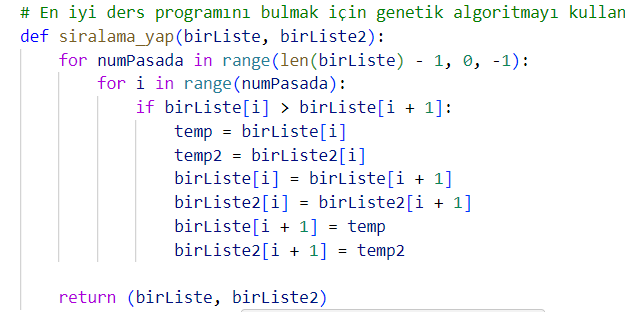 # En iyi ders programını bulmak için genetik algoritmayı kullan
def siralama_yap(birListe, birListe2):
    for numPasada in range(len(birListe) - 1, 0, -1):
        for i in range(numPasada):
            if birListe[i] > birListe[i + 1]:
                temp = birListe[i]
                temp2 = birListe2[i]
                birListe[i] = birListe[i + 1]
                birListe2[i] = birListe2[i + 1]
                birListe[i + 1] = temp
                birListe2[i + 1] = temp2
    return (birListe, birListe2)